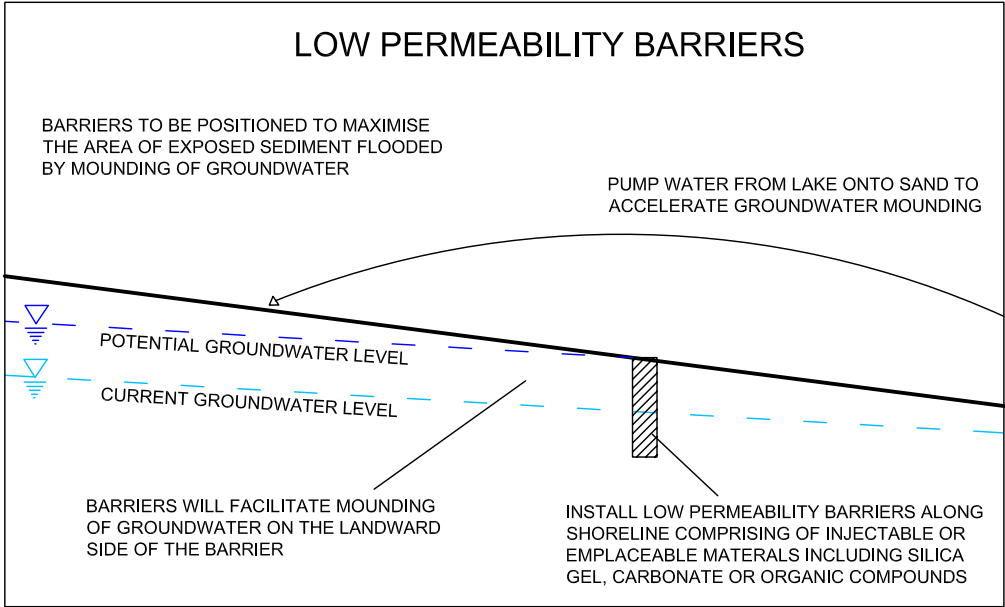 LOW PERMEABILITY BARRIERS
BARRIERS TO BE POSITIONED TO MAXIMISE
THE AREA OF EXPOSED SEDIMENT FLOODED
BY MOUNDING OF GROUNDWATER
PUMP WATER FROM LAKE ONTO SAND TO
ACCELERATE GROUNDWATER MOUNDING
POTENTIAL GROUNDWATER LEVEL
CURRENT GROUNDWATER LEVEL
BARRIERS WILL FACILITATE MOUNDING
OF GROUNDWATER ON THE LANDWARD
SIDE OF THE BARRIER
INSTALL LOW PERMEABILITY BARRIERS ALONG
SHORELINE COMPRISING OF INJECTABLE OR
EMPLACEABLE MATERALS INCLUDING SILICA
GEL, CARBONATE OR ORGANIC COMPOUNDS